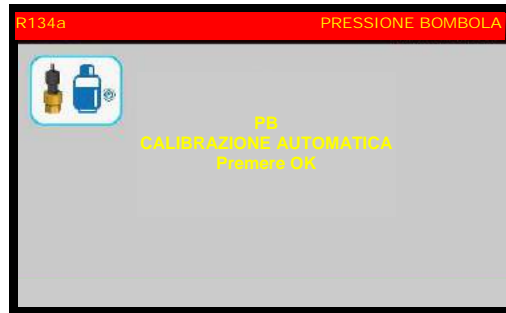 R134a PRESSIONE BOMBOLA
PB
CALIBRAZIONE AUTOMATICA
Premere OK